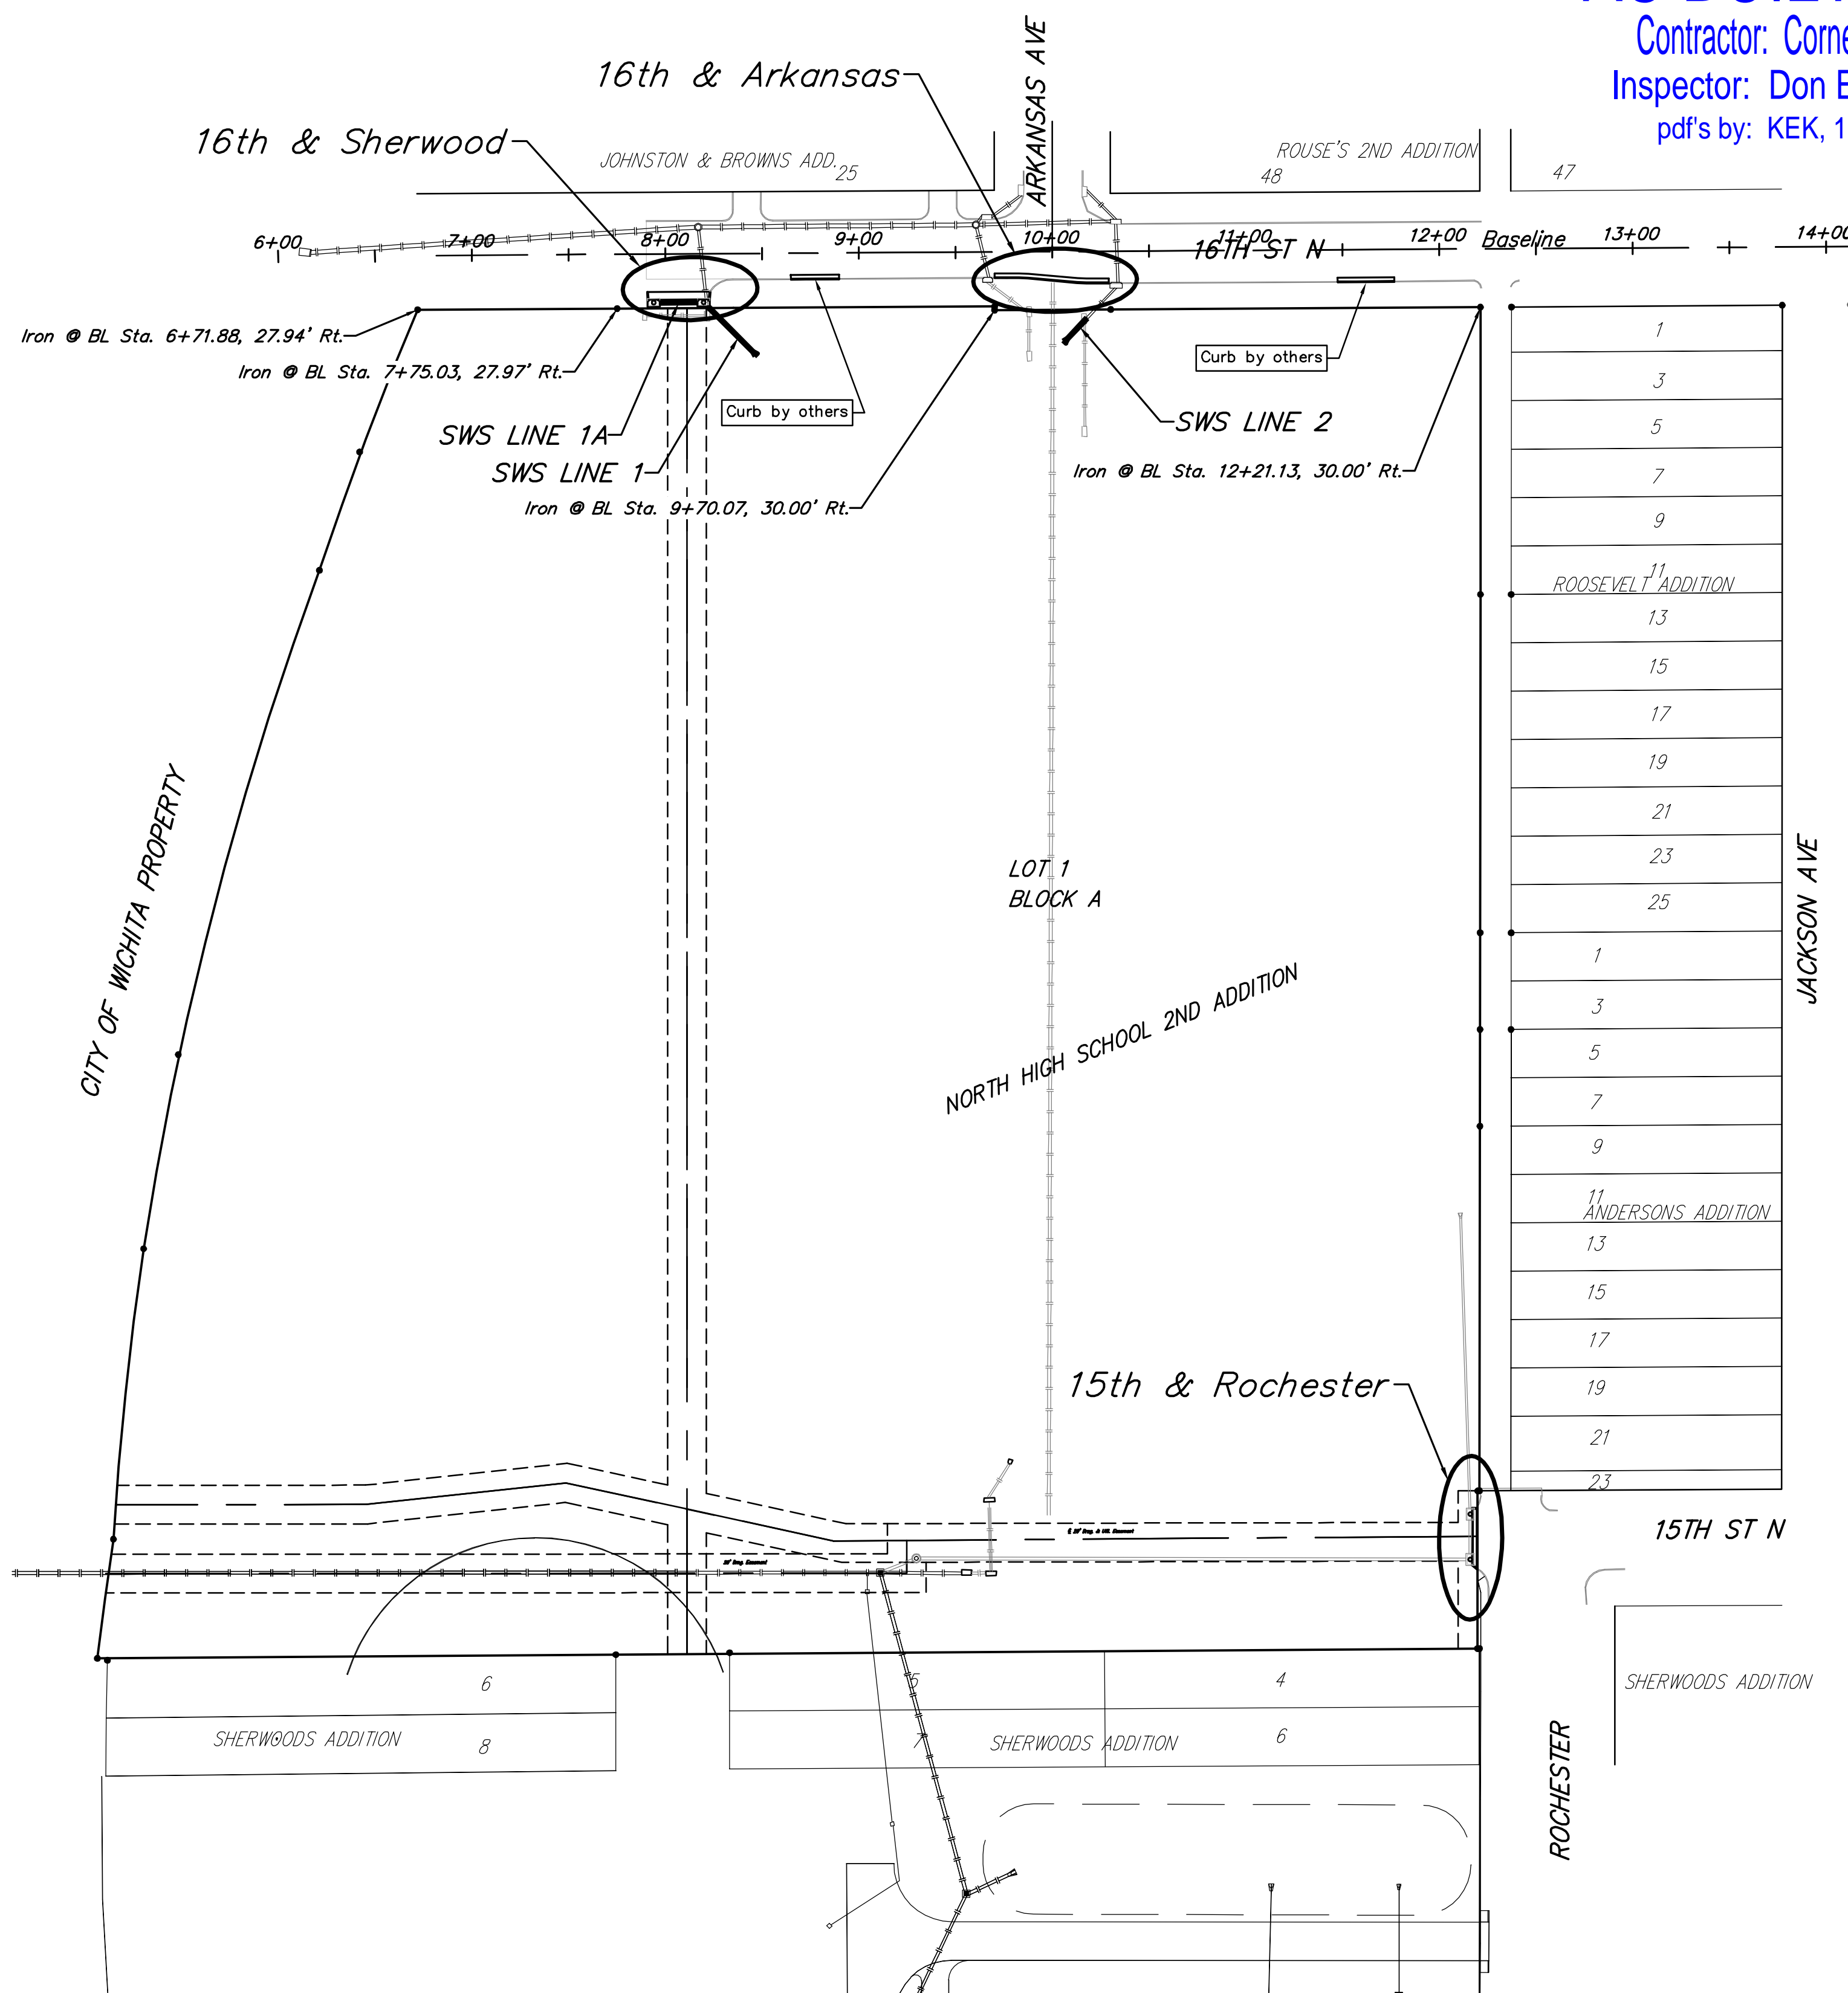 Contractor:
Inspector: Don
pdf's by: KEK,
16th & Arkansas
ARKANSAS AVE
16th & Sherwood
JOHNSTON & BROWNS ADD.
25
ROUSE'S 2ND ADDITION
48
47
6+00
7+00
8+00
9+00
10+00
11+00
12+00
Baseline
13+00
14+00
16TH ST N
Iron @ BL Sta. 6+71.88, 27.94' Rt.
Iron @ BL Sta. 7+75.03, 27.97' Rt.
Curb by others
Curb by others
SWS LINE 1A
SWS LINE 1
SWS LINE 2
Iron @ BL Sta. 9+70.07, 30.00' Rt.
Iron @ BL Sta. 12+21.13, 30.00' Rt.
1
3
5
7
9
11
ROOSEVELT ADDITION
13
15
17
19
21
23
25
JACKSON AVE
CITY OF WICHITA PROPERTY
LOT 1
BLOCK A
NORTH HIGH SCHOOL 2ND ADDITION
1
3
5
7
9
11
ANDERSONS ADDITION
13
15
17
19
21
23
15th & Rochester
15TH ST N
6
SHERWOODS ADDITION
8
5
4
7
SHERWOODS ADDITION
6
SHERWOODS ADDITION
ROCHESTER